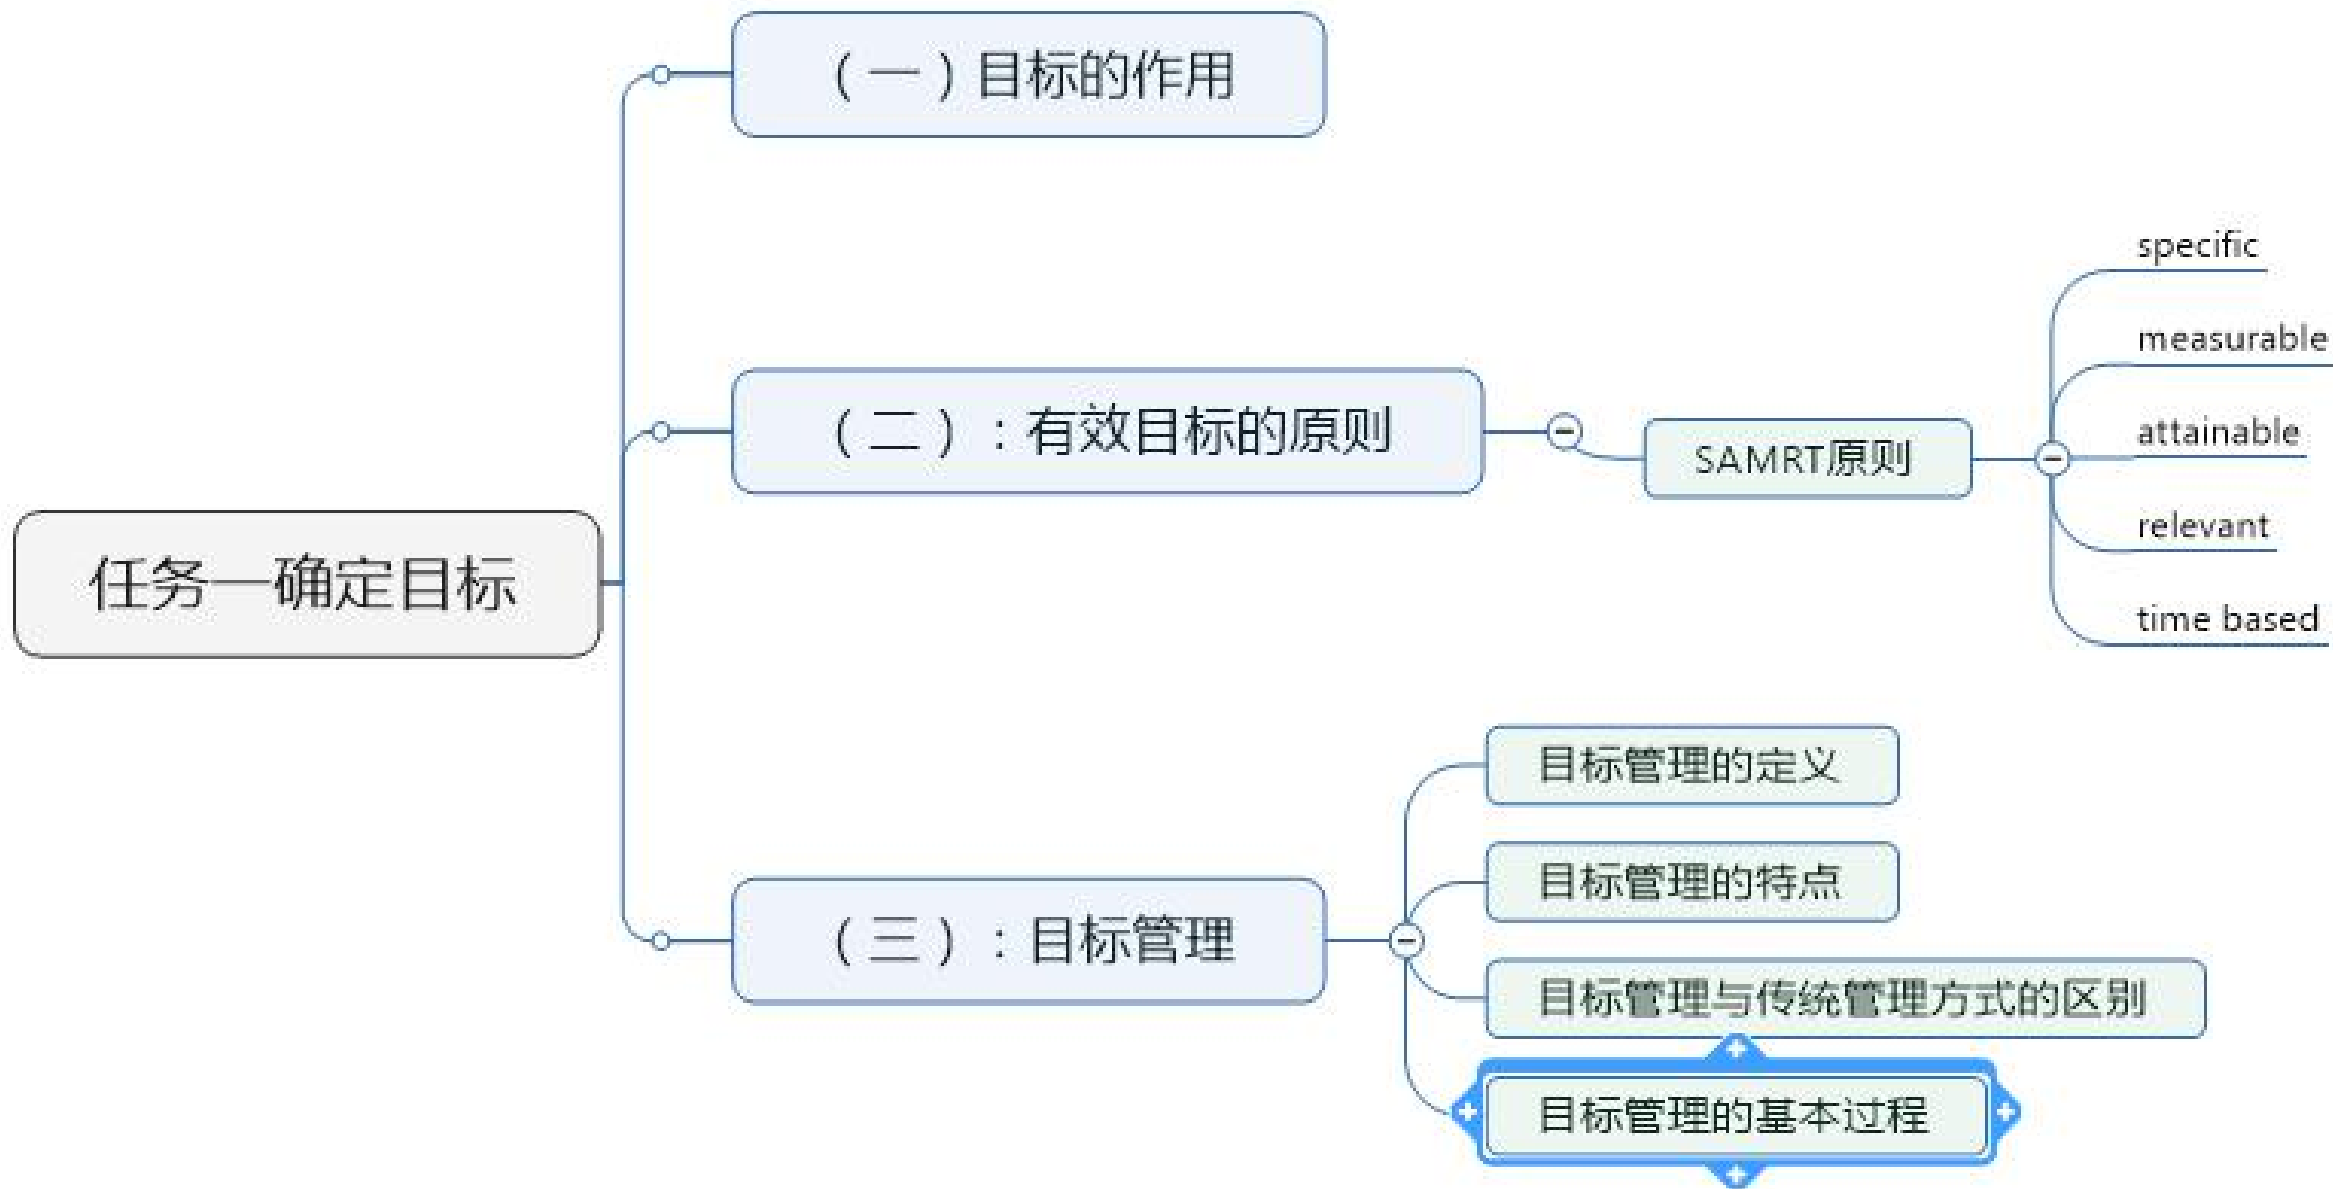 任务一确定目标
（一）目标的作用
（二）：有效目标的原则
SAMRT原则
specific
measurable
attainable
relevant
time based
（三）：目标管理
目标管理的定义
目标管理的特点
目标管理与传统管理方式的区别
目标管理的基本过程